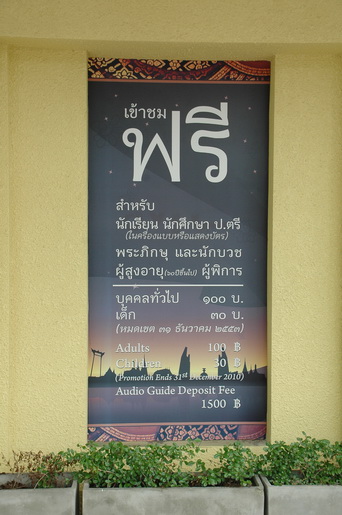 เข้าชม
ฟรี
สำหรับ
นักเรียน นักศึกษา ป.ตรี
(ในเครื่องแบบหรือแสดงบัตร)
พระภิกษุ และนักบวช
ผู้สูงอายุ(๖๐ปีขึ้นไป) ผู้พิการ
บุคคลทั่วไป ๑๐๐ บ.
เด็ก ๓๐ บ.
(หมดเขต ๓๑ ธันวาคม ๒๕๕๓)
Adults 100 ฿
Children 30 ฿
(Promotion Ends 31st December 2010)
Audio Guide Deposit Fee
1500 ฿